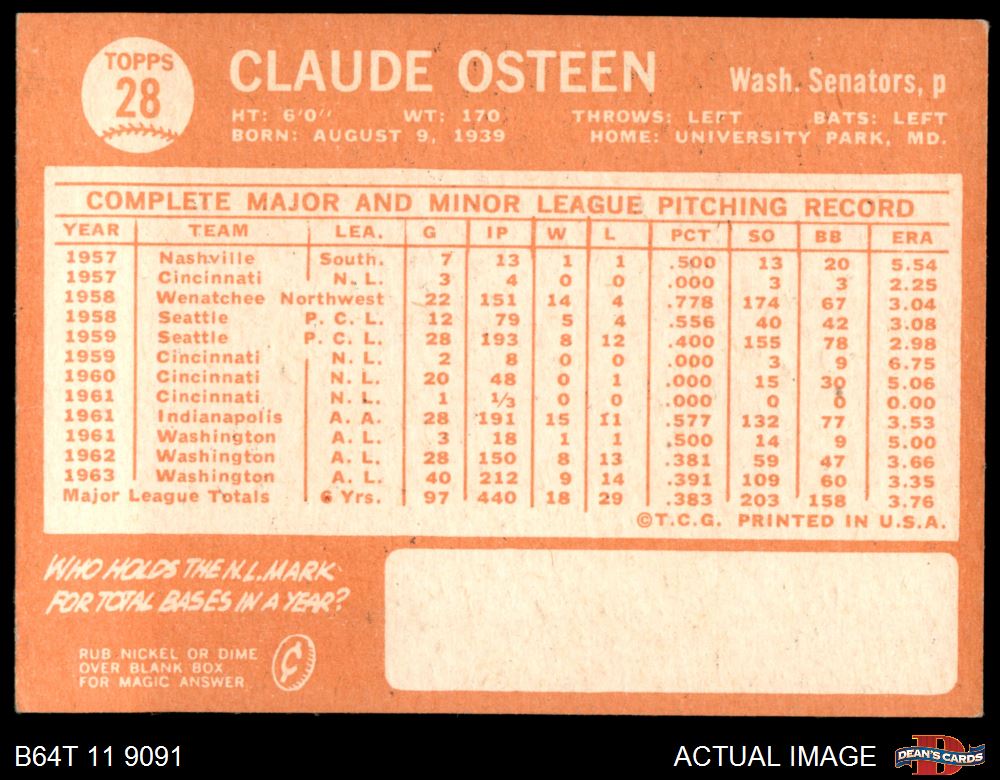 TOPPS
28
CLAUDE OSTEEN
Wash. Senators, p
HT: 6'0" WT: 170 THROWS: LEFT BATS: LEFT
BORN: AUGUST 9, 1939 HOME: UNIVERSITY PARK, MD.
COMPLETE MAJOR AND MINOR LEAGUE PITCHING RECORD
YEAR TEAM LEA. G IP W L PCT SO BB ERA
1957 Nashville South. 7 13 1 1 .500 13 20 5.54
1957 Cincinnati N. L. 3 4 0 0 .000 3 3 2.25
1958 Wenatchee Northwest 22 151 14 4 .778 174 67 3.04
1958 Seattle P. C. L. 12 79 5 4 .556 40 42 3.08
1959 Seattle P. C. L. 28 193 8 12 .400 155 78 2.98
1959 Cincinnati N. L. 2 8 0 0 .000 3 9 6.75
1960 Cincinnati N. L. 20 48 0 1 .000 15 30 5.06
1961 Cincinnati N. L. 1 1/3 0 0 .000 0 0 0.00
1961 Indianapolis A. A. 28 191 15 11 .577 132 77 3.53
1961 Washington A. L. 3 18 1 1 .500 14 9 5.00
1962 Washington A. L. 28 150 8 13 .381 59 47 3.66
1963 Washington A. L. 40 212 9 14 .391 109 60 3.35
Major League Totals 6 Yrs. 97 440 18 29 .383 203 158 3.76
©T.C.G. PRINTED IN U.S.A.
WHO HOLDS THE N.L. MARK
FOR TOTAL BASES IN A YEAR?
RUB NICKEL OR DIME
OVER BLANK BOX
FOR MAGIC ANSWER
¢
B64T 11 9091
ACTUAL IMAGE
DEAN'S CARDS